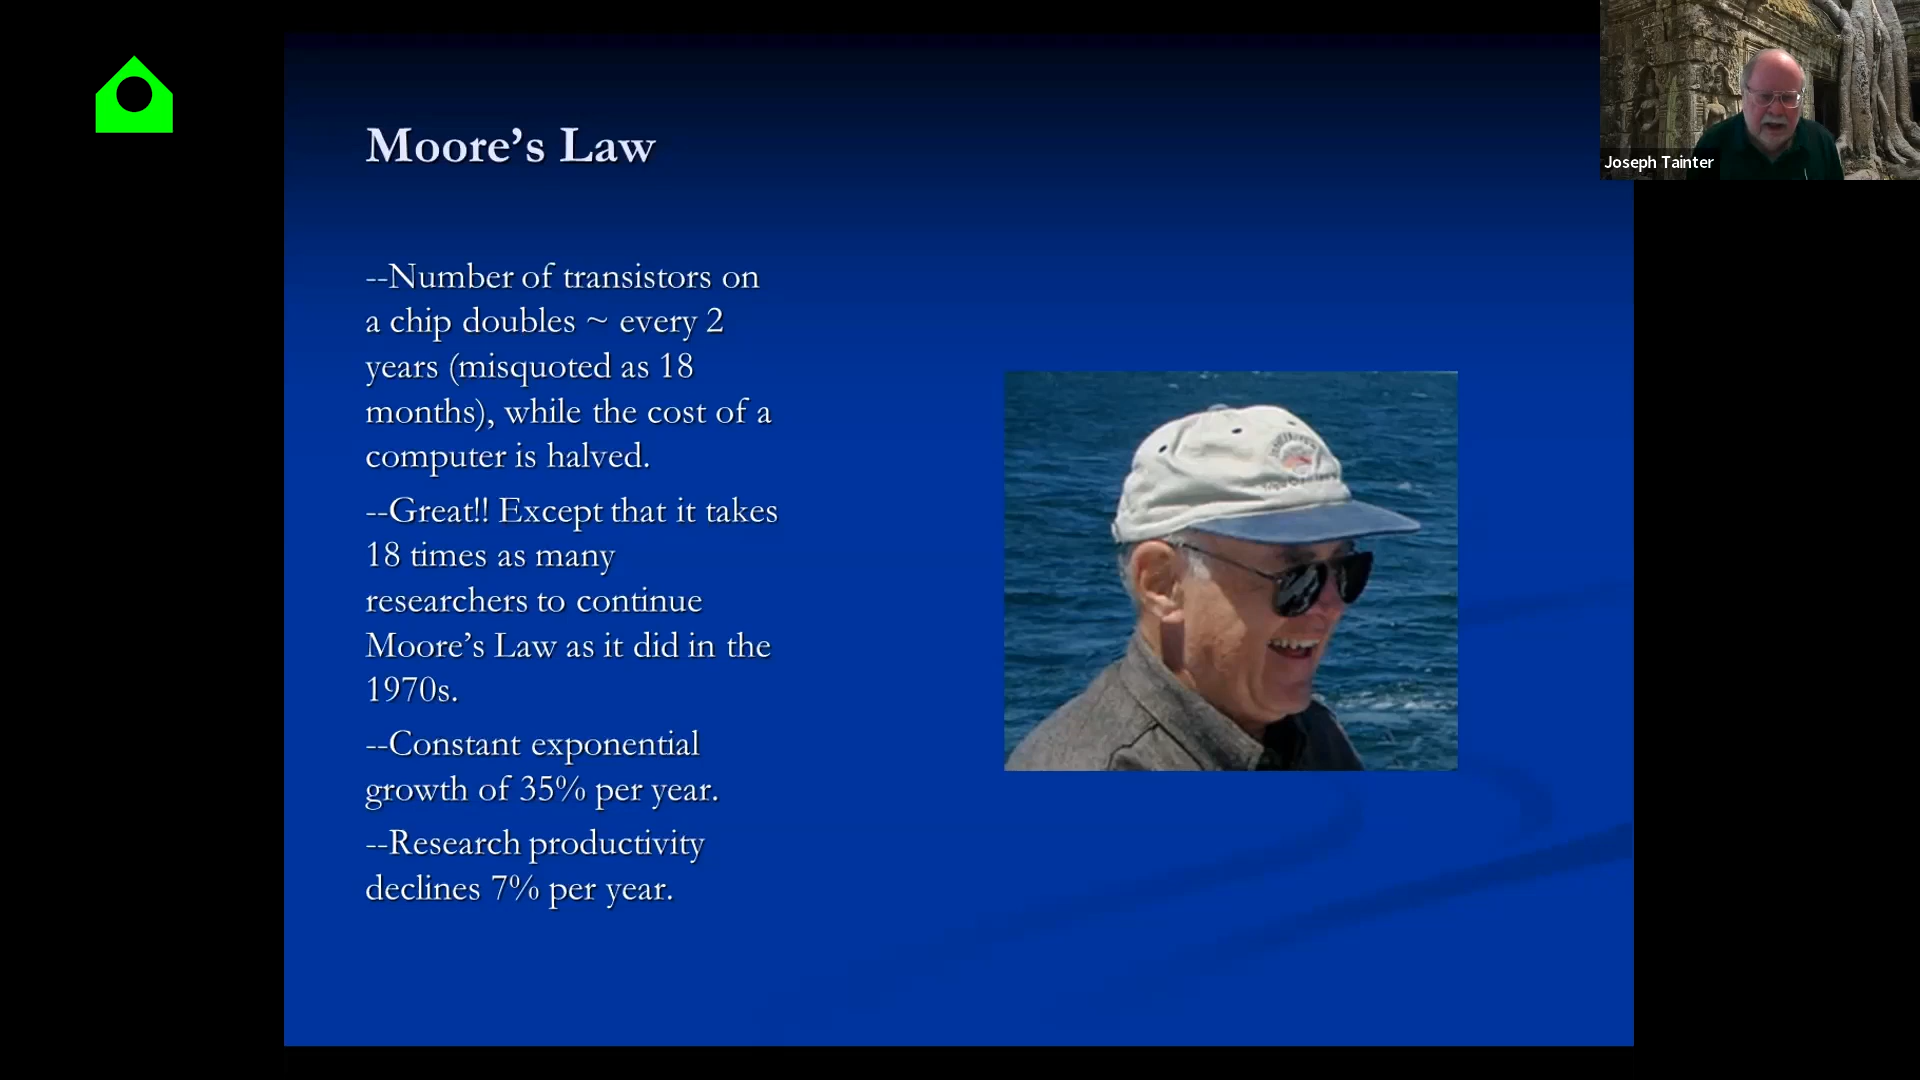 Joseph Tainter
Moore's Law
--Number of transistors on
a chip doubles ~ every 2
years (misquoted as 18
months), while the cost of a
computer is halved.
--Great!! Except that it takes
18 times as many
researchers to continue
Moore's Law as it did in the
1970s.
--Constant exponential
growth of 35% per year.
--Research productivity
declines 7% per year.